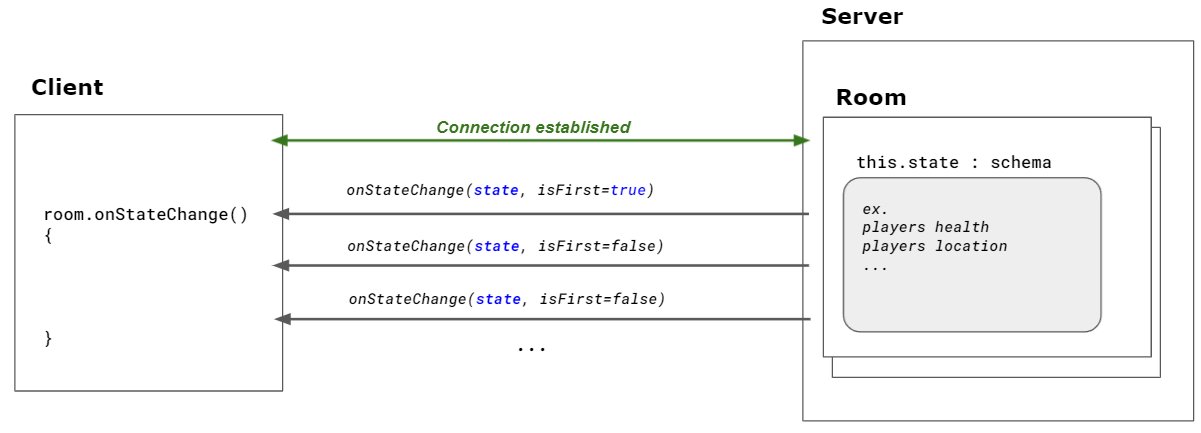 Server
Client
Room
Connection established
this.state : schema
onStateChange(state, isFirst=true)
room.onStateChange()
{
ex.
players health
players location
...
onStateChange(state, isFirst=false)
onStateChange(state, isFirst=false)
}
...